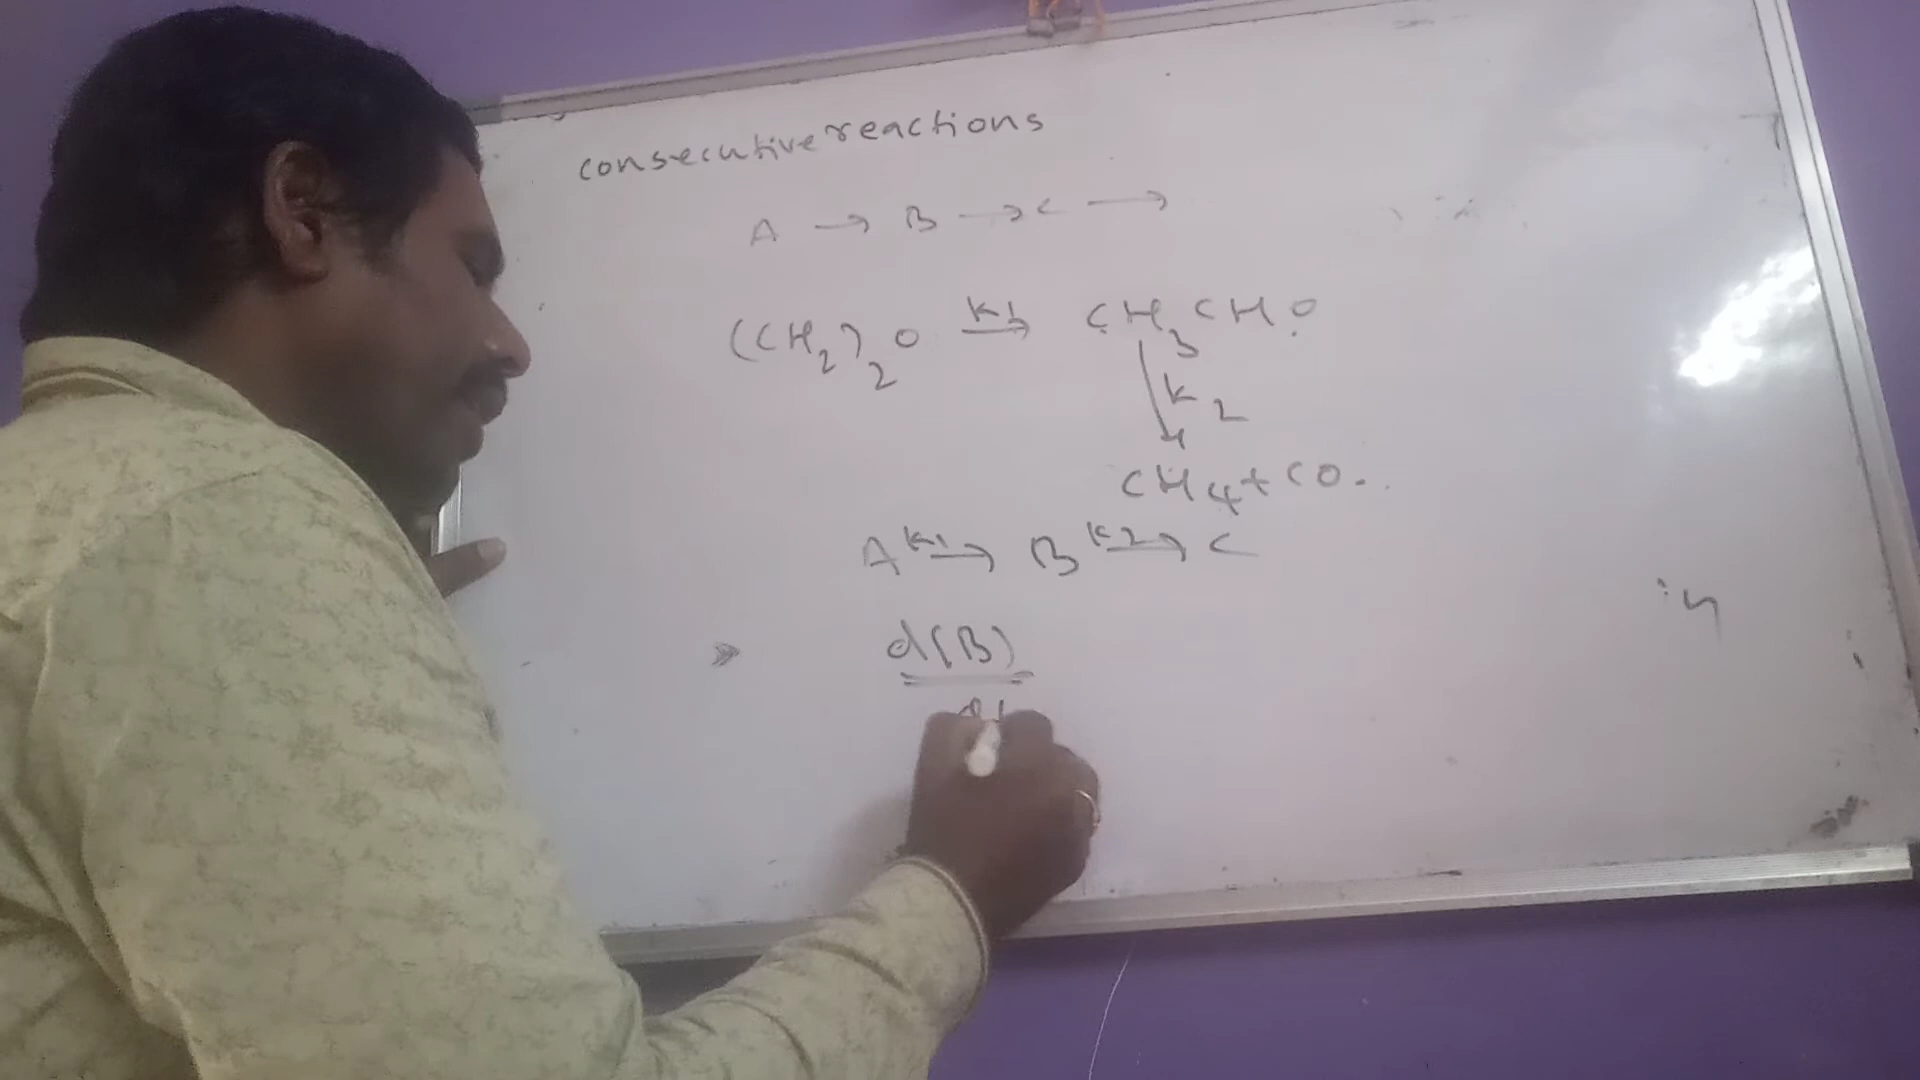 consecutive reactions
A → B → C →
(CH₂)₂O —k₁→ CH₃CHO
↓ k₂
CH₄+CO.
A —k₁→ B —k₂→ C
d(B)